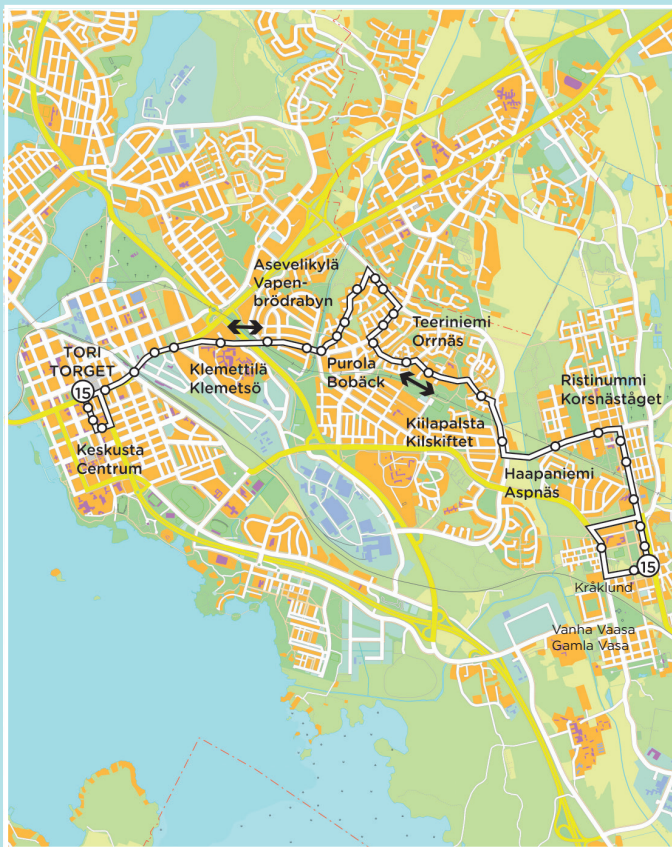 Asevelikylä
Vapen-
brödrabyn
Teeriniemi
Orrnäs
TORI
TORGET
15
Klemettilä
Klemetsö
Purola
Bobäck
Ristinummi
Korsnäståget
Kiilapalsta
Kilskiftet
Keskusta
Centrum
Haapaniemi
Aspnäs
15
Kråklund
Vanha Vaasa
Gamla Vasa